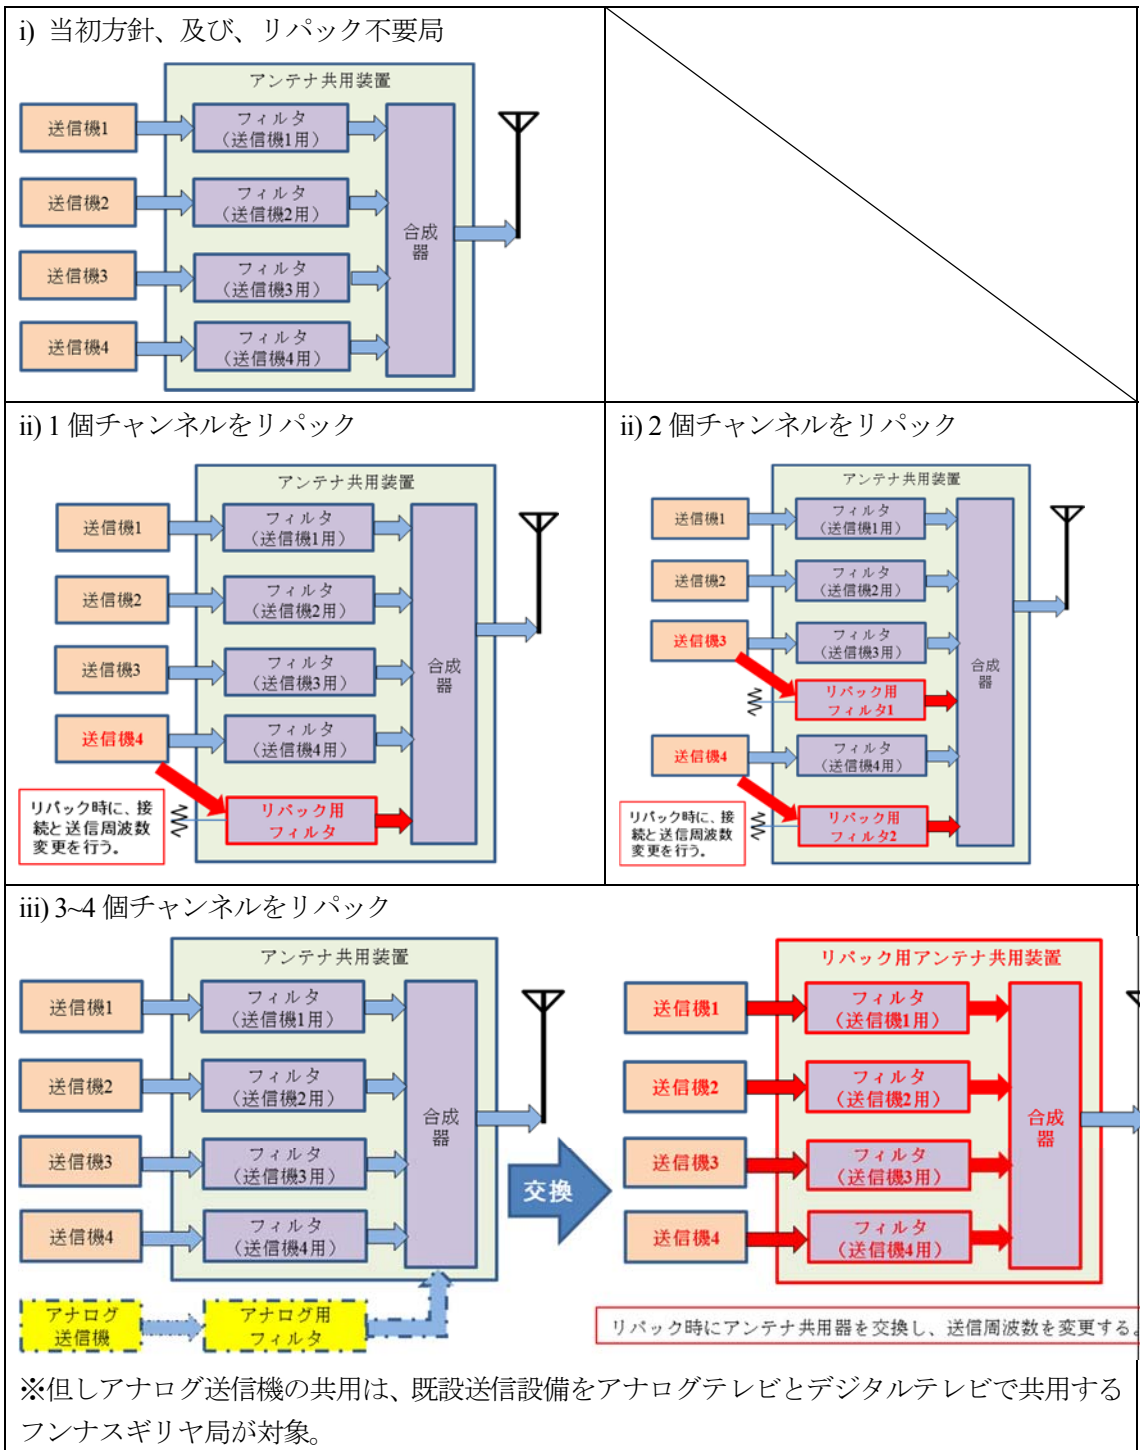 i) 当初方針、及び、リパック不要局
アンテナ共用装置
送信機1
フィルタ
(送信機1用)
送信機2
フィルタ
(送信機2用)
送信機3
フィルタ
(送信機3用)
送信機4
フィルタ
(送信機4用)
合成
器
ii) 1 個チャンネルをリパック
アンテナ共用装置
送信機1
フィルタ
(送信機1用)
送信機2
フィルタ
(送信機2用)
送信機3
フィルタ
(送信機3用)
送信機4
フィルタ
(送信機4用)
リパック用
フィルタ
合成
器
リパック時に、接
続と送信周波数
変更を行う。
ii) 2 個チャンネルをリパック
アンテナ共用装置
送信機1
フィルタ
(送信機1用)
送信機2
フィルタ
(送信機2用)
送信機3
フィルタ
(送信機3用)
リパック用
フィルタ1
送信機4
フィルタ
(送信機4用)
リパック用
フィルタ2
合成
器
リパック時に、接
続と送信周波数
変更を行う。
iii) 3~4 個チャンネルをリパック
アンテナ共用装置
送信機1
フィルタ
(送信機1用)
送信機2
フィルタ
(送信機2用)
送信機3
フィルタ
(送信機3用)
送信機4
フィルタ
(送信機4用)
合成
器
アナログ
送信機
アナログ用
フィルタ
交換
リパック用アンテナ共用装置
送信機1
フィルタ
(送信機1用)
送信機2
フィルタ
(送信機2用)
送信機3
フィルタ
(送信機3用)
送信機4
フィルタ
(送信機4用)
合成
器
リパック時にアンテナ共用器を交換し、送信周波数を変更する。
※但しアナログ送信機の共用は、既設送信設備をアナログテレビとデジタルテレビで共用する
フンナスギリヤ局が対象。